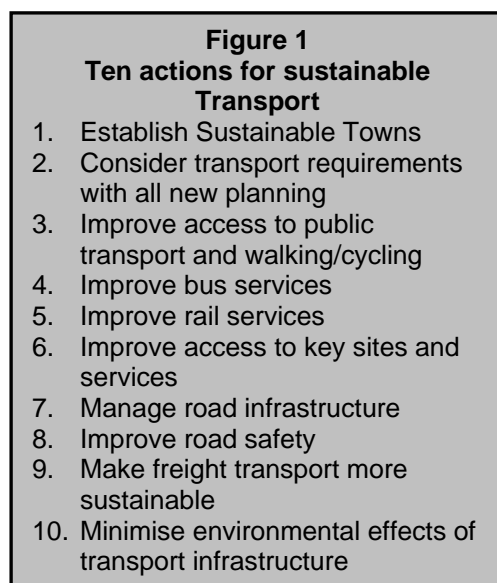 Figure 1
Ten actions for sustainable
Transport
1. Establish Sustainable Towns
2. Consider transport requirements
with all new planning
3. Improve access to public
transport and walking/cycling
4. Improve bus services
5. Improve rail services
6. Improve access to key sites and
services
7. Manage road infrastructure
8. Improve road safety
9. Make freight transport more
sustainable
10. Minimise environmental effects of
transport infrastructure